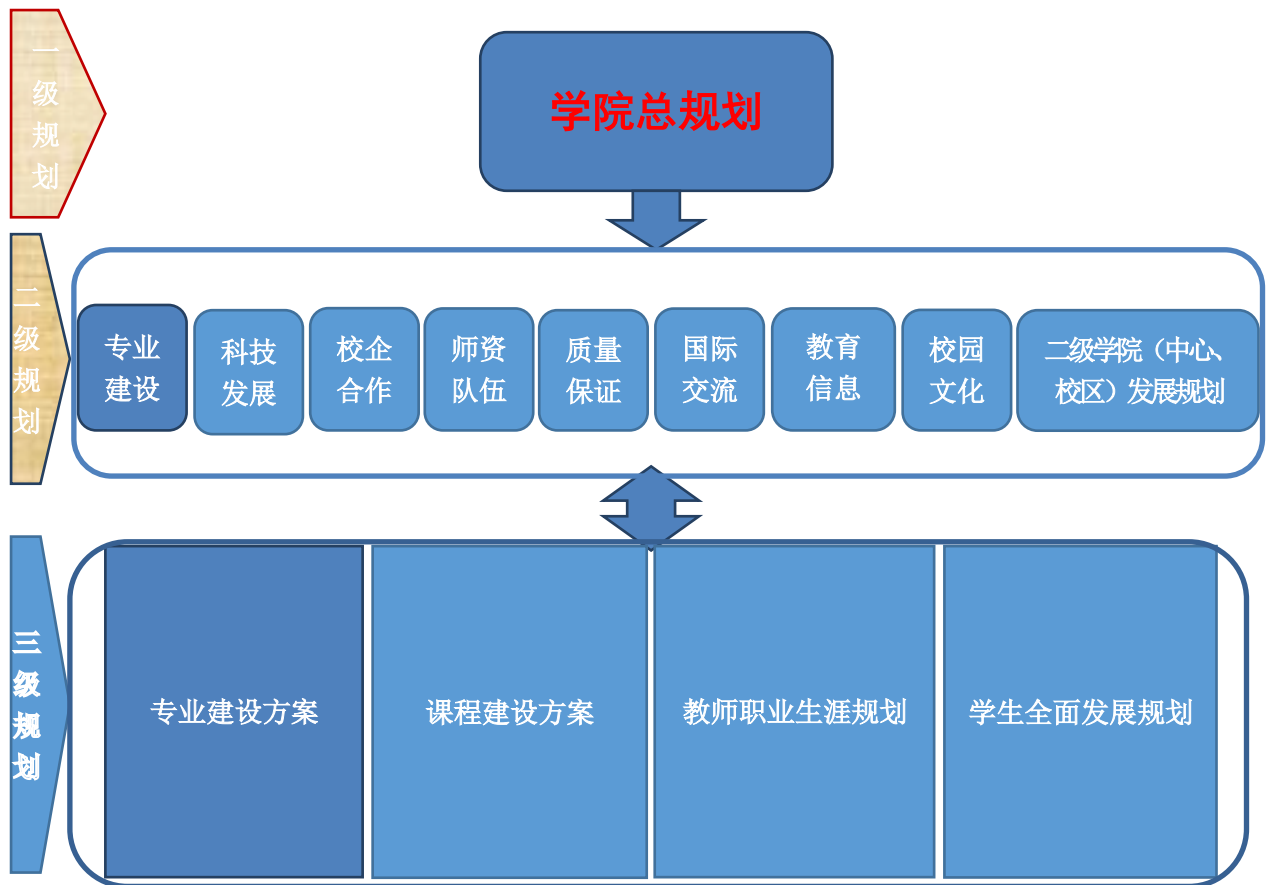 一
级
规
划
学院总规划
二
级
规
划
专业
建设
科技
发展
校企
合作
师资
队伍
质量
保证
国际
交流
教育
信息
校园
文化
二级学院（中心、
校区）发展规划
三
级
规
划
专业建设方案
课程建设方案
教师职业生涯规划
学生全面发展规划